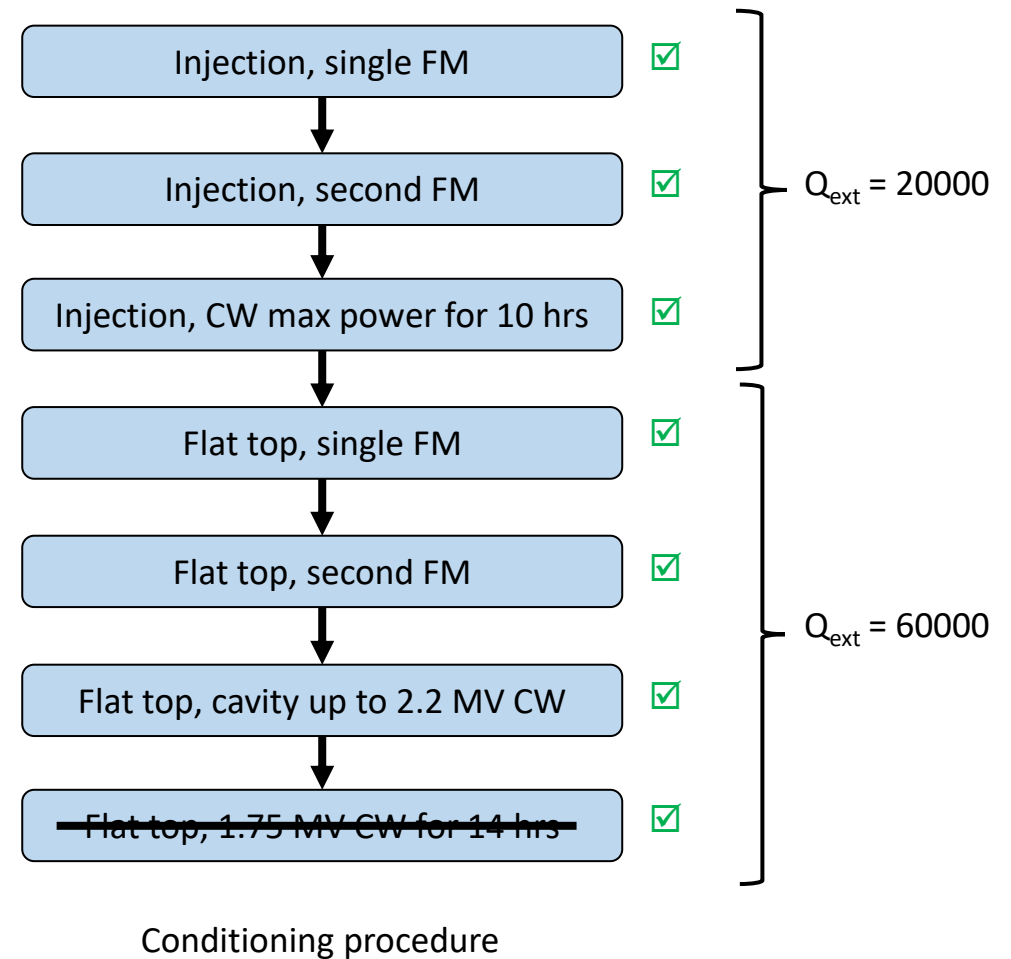 Injection, single FM
Injection, second FM
Q_ext = 20000
Injection, CW max power for 10 hrs
Flat top, single FM
Flat top, second FM
Q_ext = 60000
Flat top, cavity up to 2.2 MV CW
Flat top, 1.75 MV CW for 14 hrs
Conditioning procedure